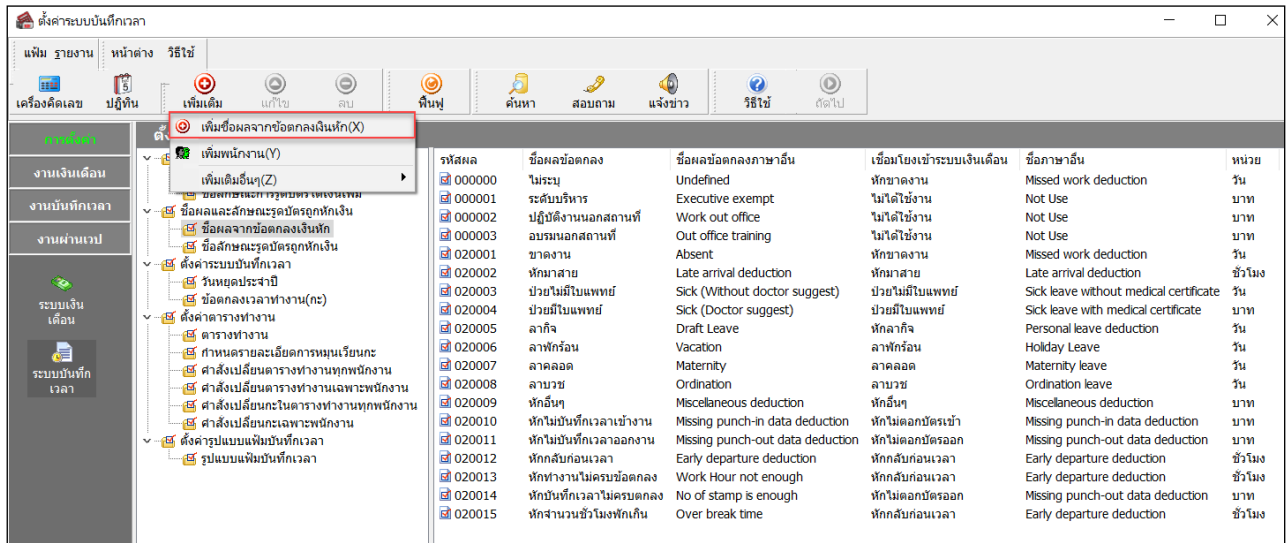 ตั้งค่าระบบบันทึกเวลา
แฟ้ม รายงาน หน้าต่าง วิธีใช้
เครื่องคิดเลข ปฏิทิน เพิ่มเติม แก้ไข ลบ ฟื้นฟู ค้นหา สอบถาม แจ้งข่าว วิธีใช้ ถัดไป
การตั้งค่า
งานเงินเดือน
งานบันทึกเวลา
งานผ่านเวป
ระบบเงิน
เดือน
ระบบบันทึก
เวลา
เพิ่มชื่อผลจากข้อตกลงเงินหัก(X)
เพิ่มพนักงาน(Y)
เพิ่มเติมอื่นๆ(Z)
ชื่อลักษณะการรูดบัตรได้เงินเพิ่ม
ชื่อผลและลักษณะรูดบัตรถูกหักเงิน
ชื่อผลจากข้อตกลงเงินหัก
ชื่อลักษณะรูดบัตรถูกหักเงิน
ตั้งค่าระบบบันทึกเวลา
วันหยุดประจำปี
ข้อตกลงเวลาทำงาน(กะ)
ตั้งค่าตารางทำงาน
ตารางทำงาน
กำหนดรายละเอียดการหมุนเวียนกะ
คำสั่งเปลี่ยนตารางทำงานทุกพนักงาน
คำสั่งเปลี่ยนตารางทำงานเฉพาะพนักงาน
คำสั่งเปลี่ยนกะในตารางทำงานทุกพนักงาน
คำสั่งเปลี่ยนกะเฉพาะพนักงาน
ตั้งค่ารูปแบบแฟ้มบันทึกเวลา
รูปแบบแฟ้มบันทึกเวลา
รหัสผล ชื่อผลข้อตกลง ชื่อผลข้อตกลงภาษาอื่น เชื่อมโยงเข้าระบบเงินเดือน ชื่อภาษาอื่น หน่วย
000000 ไม่ระบุ Undefined หักขาดงาน Missed work deduction วัน
000001 ระดับบริหาร Executive exempt ไม่ได้ใช้งาน Not Use บาท
000002 ปฏิบัติงานนอกสถานที่ Work out office ไม่ได้ใช้งาน Not Use บาท
000003 อบรมนอกสถานที่ Out office training ไม่ได้ใช้งาน Not Use บาท
020001 ขาดงาน Absent หักขาดงาน Missed work deduction วัน
020002 หักมาสาย Late arrival deduction หักมาสาย Late arrival deduction ชั่วโมง
020003 ป่วยไม่มีใบแพทย์ Sick (Without doctor suggest) ป่วยไม่มีใบแพทย์ Sick leave without medical certificate วัน
020004 ป่วยมีใบแพทย์ Sick (Doctor suggest) ป่วยมีใบแพทย์ Sick leave with medical certificate บาท
020005 ลากิจ Draft Leave หักลากิจ Personal leave deduction วัน
020006 ลาพักร้อน Vacation ลาพักร้อน Holiday Leave วัน
020007 ลาคลอด Maternity ลาคลอด Maternity leave วัน
020008 ลาบวช Ordination ลาบวช Ordination leave วัน
020009 หักอื่นๆ Miscellaneous deduction หักอื่นๆ Miscellaneous deduction บาท
020010 หักไม่บันทึกเวลาเข้างาน Missing punch-in data deduction หักไม่ตอกบัตรเข้า Missing punch-in data deduction บาท
020011 หักไม่บันทึกเวลาออกงาน Missing punch-out data deduction หักไม่ตอกบัตรออก Missing punch-out data deduction บาท
020012 หักกลับก่อนเวลา Early departure deduction หักกลับก่อนเวลา Early departure deduction ชั่วโมง
020013 หักทำงานไม่ครบข้อตกลง Work Hour not enough หักกลับก่อนเวลา Early departure deduction ชั่วโมง
020014 หักบันทึกเวลาไม่ครบตกลง No of stamp is enough หักไม่ตอกบัตรออก Missing punch-out data deduction บาท
020015 หักจำนวนชั่วโมงพักเกิน Over break time หักกลับก่อนเวลา Early departure deduction ชั่วโมง